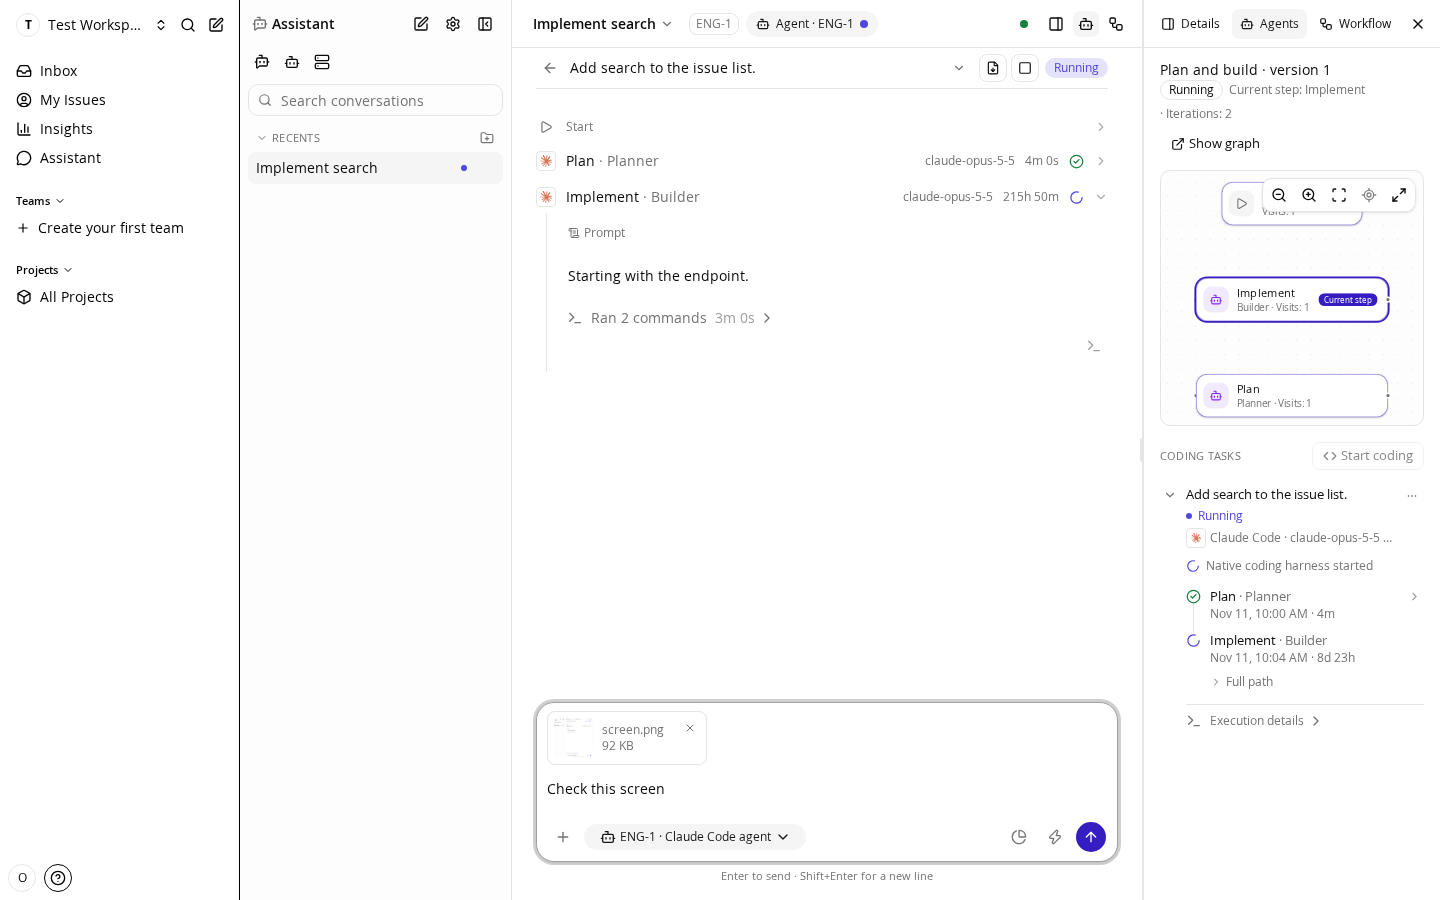 T Test Worksp...
Inbox
My Issues
Insights
Assistant
Teams
Create your first team
Projects
All Projects
O
Assistant
Search conversations
RECENTS
Implement search
Implement search ENG-1 Agent · ENG-1
Add search to the issue list. Running
Start
Plan · Planner claude-opus-5-5 4m 0s
Implement · Builder claude-opus-5-5 215h 50m
Prompt
Starting with the endpoint.
Ran 2 commands 3m 0s
screen.png
92 KB
Check this screen
ENG-1 · Claude Code agent
Enter to send · Shift+Enter for a new line
Details Agents Workflow
Plan and build · version 1
Running Current step: Implement
· Iterations: 2
Show graph
Visits: 1
Implement
Builder · Visits: 1 Current step
Plan
Planner · Visits: 1
CODING TASKS Start coding
Add search to the issue list. ...
Running
Claude Code · claude-opus-5-5 ...
Native coding harness started
Plan · Planner
Nov 11, 10:00 AM · 4m
Implement · Builder
Nov 11, 10:04 AM · 8d 23h
Full path
Execution details